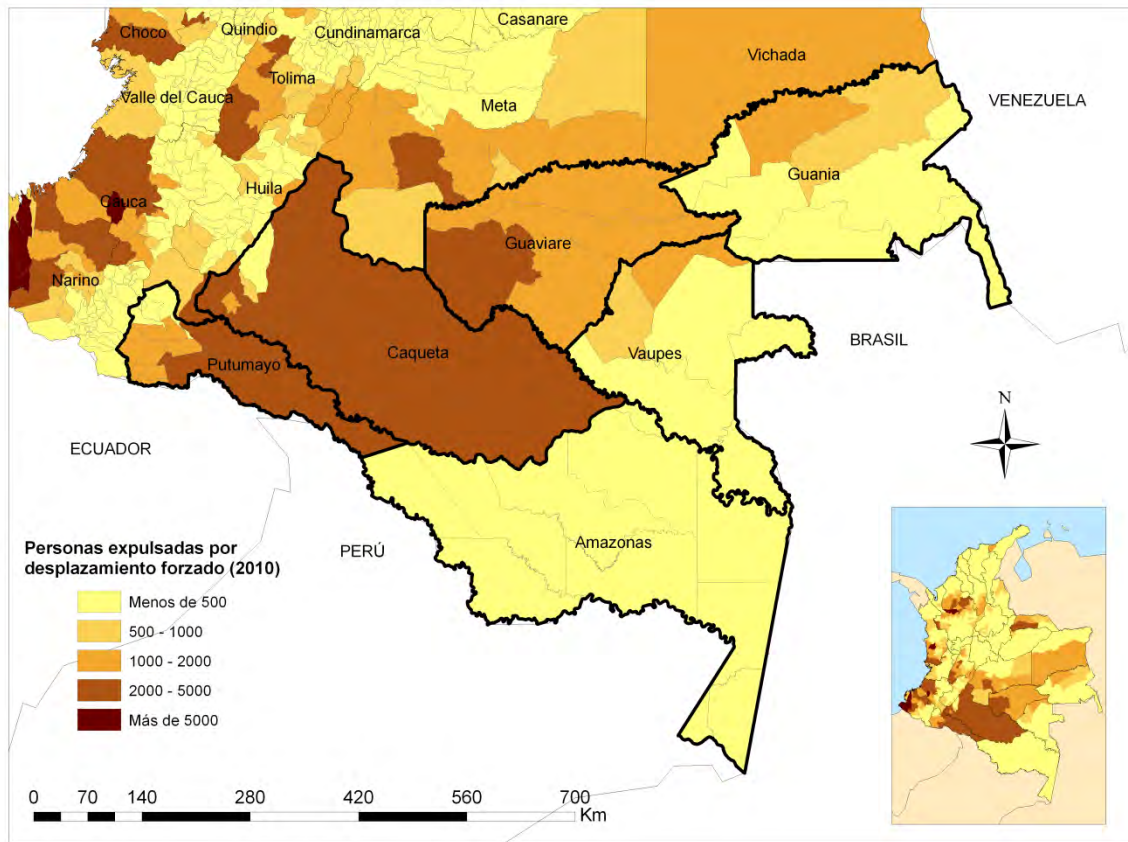 Casanare
Choco
Quindio
Cundinamarca
Vichada
Tolima
Valle del Cauca
Meta
VENEZUELA
Guania
Huila
Cauca
Guaviare
Narino
BRASIL
Caqueta
Vaupes
Putumayo
N
ECUADOR
Amazonas
PERÚ
Personas expulsadas por
desplazamiento forzado (2010)
Menos de 500
500 - 1000
1000 - 2000
2000 - 5000
Más de 5000
0 70 140 280 420 560 700
Km